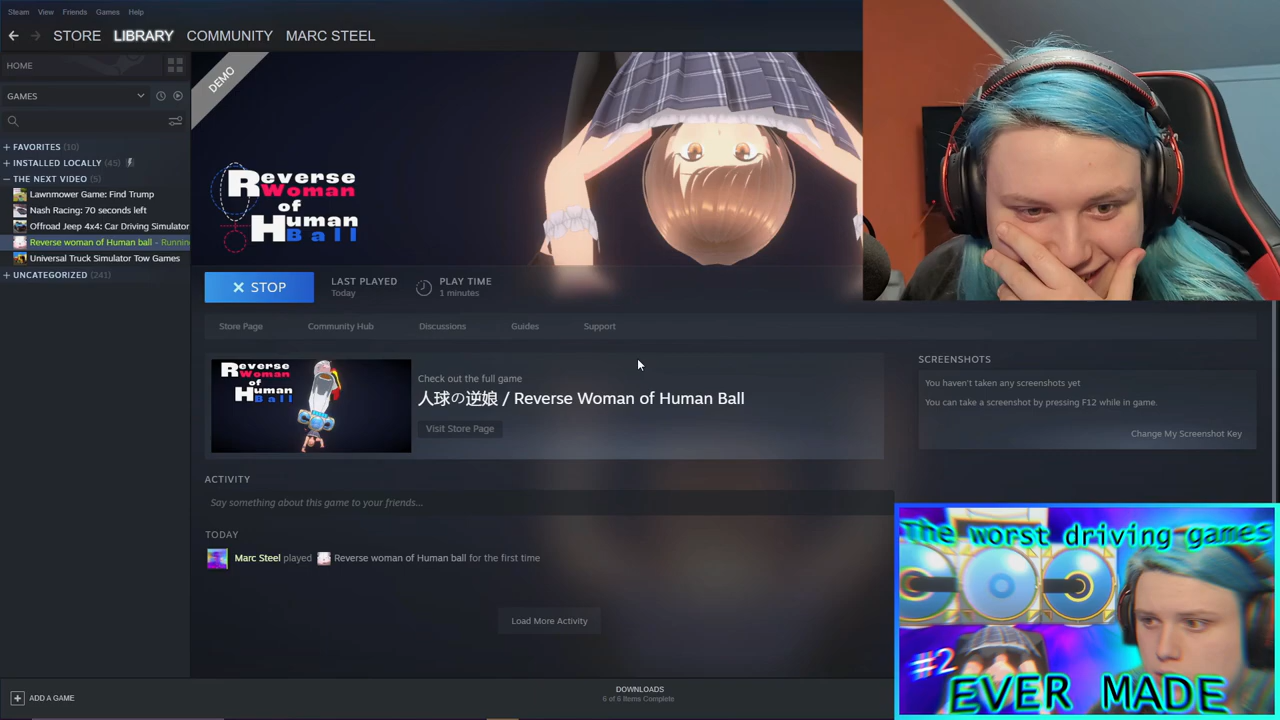 Steam View Friends Games Help
STORE LIBRARY COMMUNITY MARC STEEL
HOME
GAMES
FAVORITES (10)
INSTALLED LOCALLY (45)
THE NEXT VIDEO (5)
Lawnmower Game: Find Trump
Nash Racing: 70 seconds left
Offroad Jeep 4x4: Car Driving Simulator
Reverse woman of Human ball - Running
Universal Truck Simulator Tow Games
UNCATEGORIZED (241)
DEMO
Reverse
Woman
of
Human
Ball
STOP
LAST PLAYED
Today
PLAY TIME
1 minutes
Store Page Community Hub Discussions Guides Support
Reverse
Woman
of
Human
Ball
Check out the full game
人球の逆娘 / Reverse Woman of Human Ball
Visit Store Page
SCREENSHOTS
You haven't taken any screenshots yet
You can take a screenshot by pressing F12 while in game.
Change My Screenshot Key
ACTIVITY
Say something about this game to your friends...
TODAY
Marc Steel played Reverse woman of Human ball for the first time
Load More Activity
ADD A GAME
DOWNLOADS
6 of 6 Items Complete
The worst driving games
#2
EVER MADE